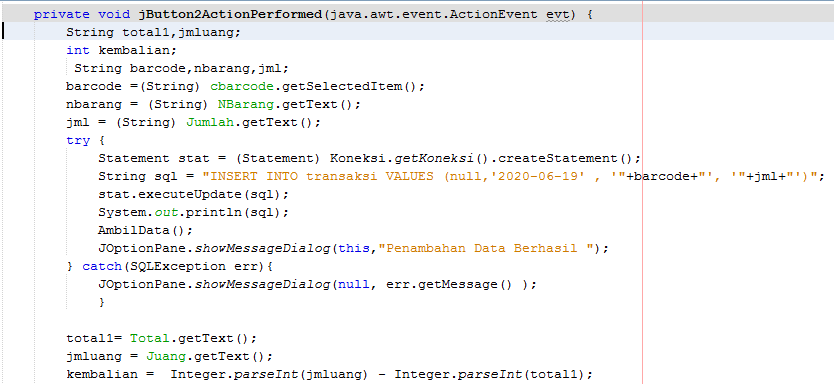 private void jButton2ActionPerformed(java.awt.event.ActionEvent evt) {
String total1,jmluang;
int kembalian;
String barcode,nbarang,jml;
barcode =(String) cbarcode.getSelectedItem();
nbarang = (String) NBarang.getText();
jml = (String) Jumlah.getText();
try {
Statement stat = (Statement) Koneksi.getKoneksi().createStatement();
String sql = "INSERT INTO transaksi VALUES (null,'2020-06-19' , '"+barcode+"', '"+jml+"')";
stat.executeUpdate(sql);
System.out.println(sql);
AmbilData();
JOptionPane.showMessageDialog(this,"Penambahan Data Berhasil ");
} catch(SQLException err){
JOptionPane.showMessageDialog(null, err.getMessage() );
}
total1= Total.getText();
jmluang = Juang.getText();
kembalian =  Integer.parseInt(jmluang) - Integer.parseInt(total1);